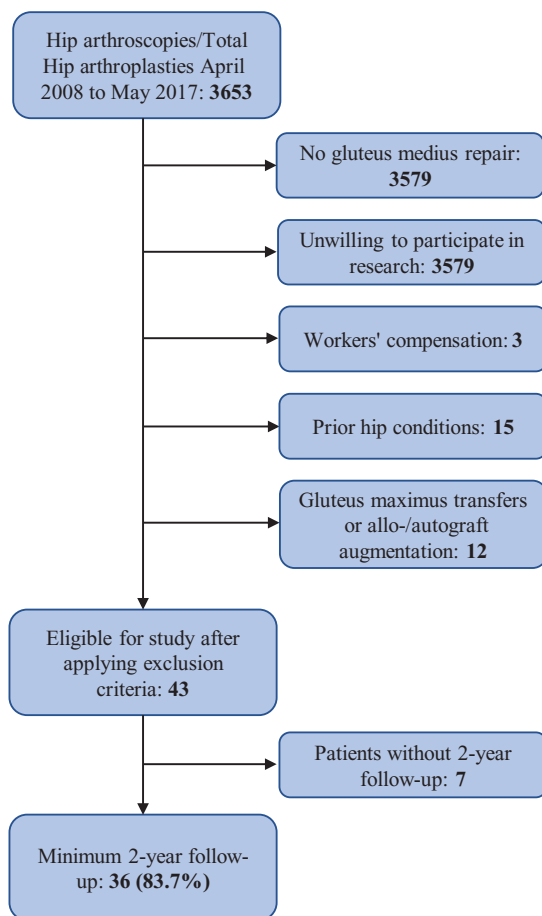 Hip arthroscopies/Total
Hip arthroplasties April
2008 to May 2017: 3653
No gluteus medius repair:
3579
Unwilling to participate in
research: 3579
Workers' compensation: 3
Prior hip conditions: 15
Gluteus maximus transfers
or allo-/autograft
augmentation: 12
Eligible for study after
applying exclusion
criteria: 43
Patients without 2-year
follow-up: 7
Minimum 2-year follow-
up: 36 (83.7%)